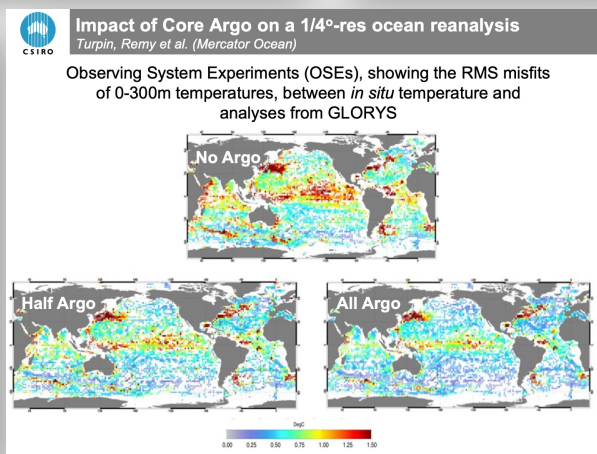 CSIRO
Impact of Core Argo on a 1/4º-res ocean reanalysis
Turpin, Remy et al. (Mercator Ocean)
Observing System Experiments (OSEs), showing the RMS misfits
of 0-300m temperatures, between in situ temperature and
analyses from GLORYS
No Argo
Half Argo
All Argo
DegC
0.00 0.25 0.50 0.75 1.00 1.25 1.50